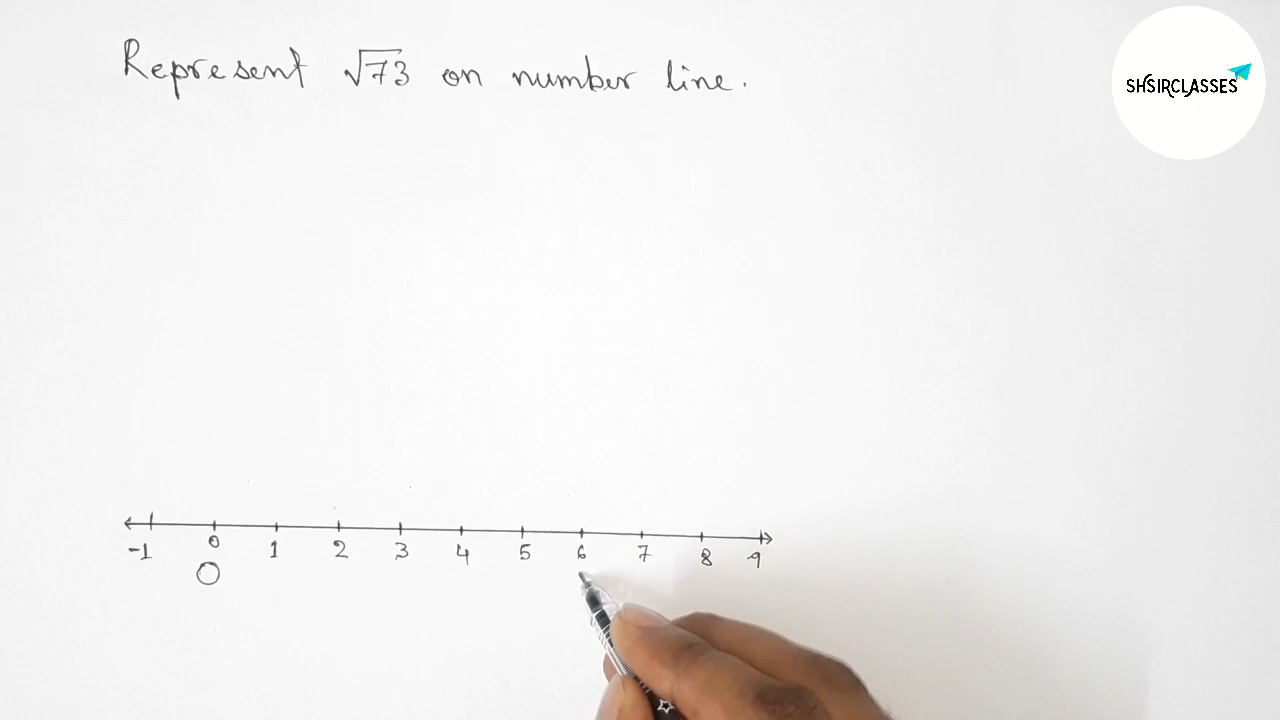 Represent √73 on number line.
SHSIRCLASSES
-1 0 1 2 3 4 5 6 7 8 9
O